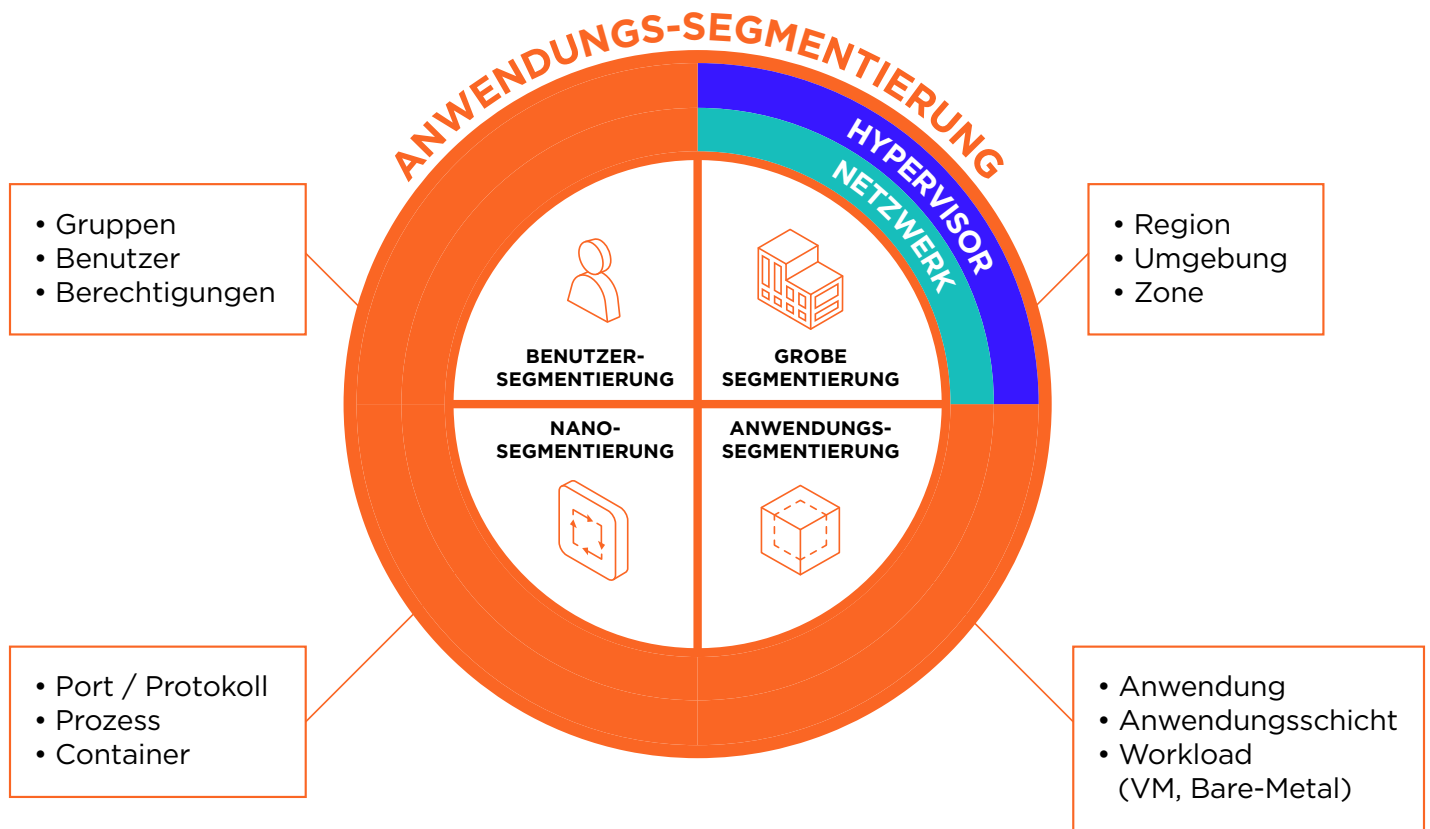 ANWENDUNGS-SEGMENTIERUNG
HYPERVISOR
NETZWERK
• Gruppen
• Benutzer
• Berechtigungen
• Region
• Umgebung
• Zone
BENUTZER-
SEGMENTIERUNG
GROBE
SEGMENTIERUNG
NANO-
SEGMENTIERUNG
ANWENDUNGS-
SEGMENTIERUNG
• Port / Protokoll
• Prozess
• Container
• Anwendung
• Anwendungsschicht
• Workload
(VM, Bare-Metal)